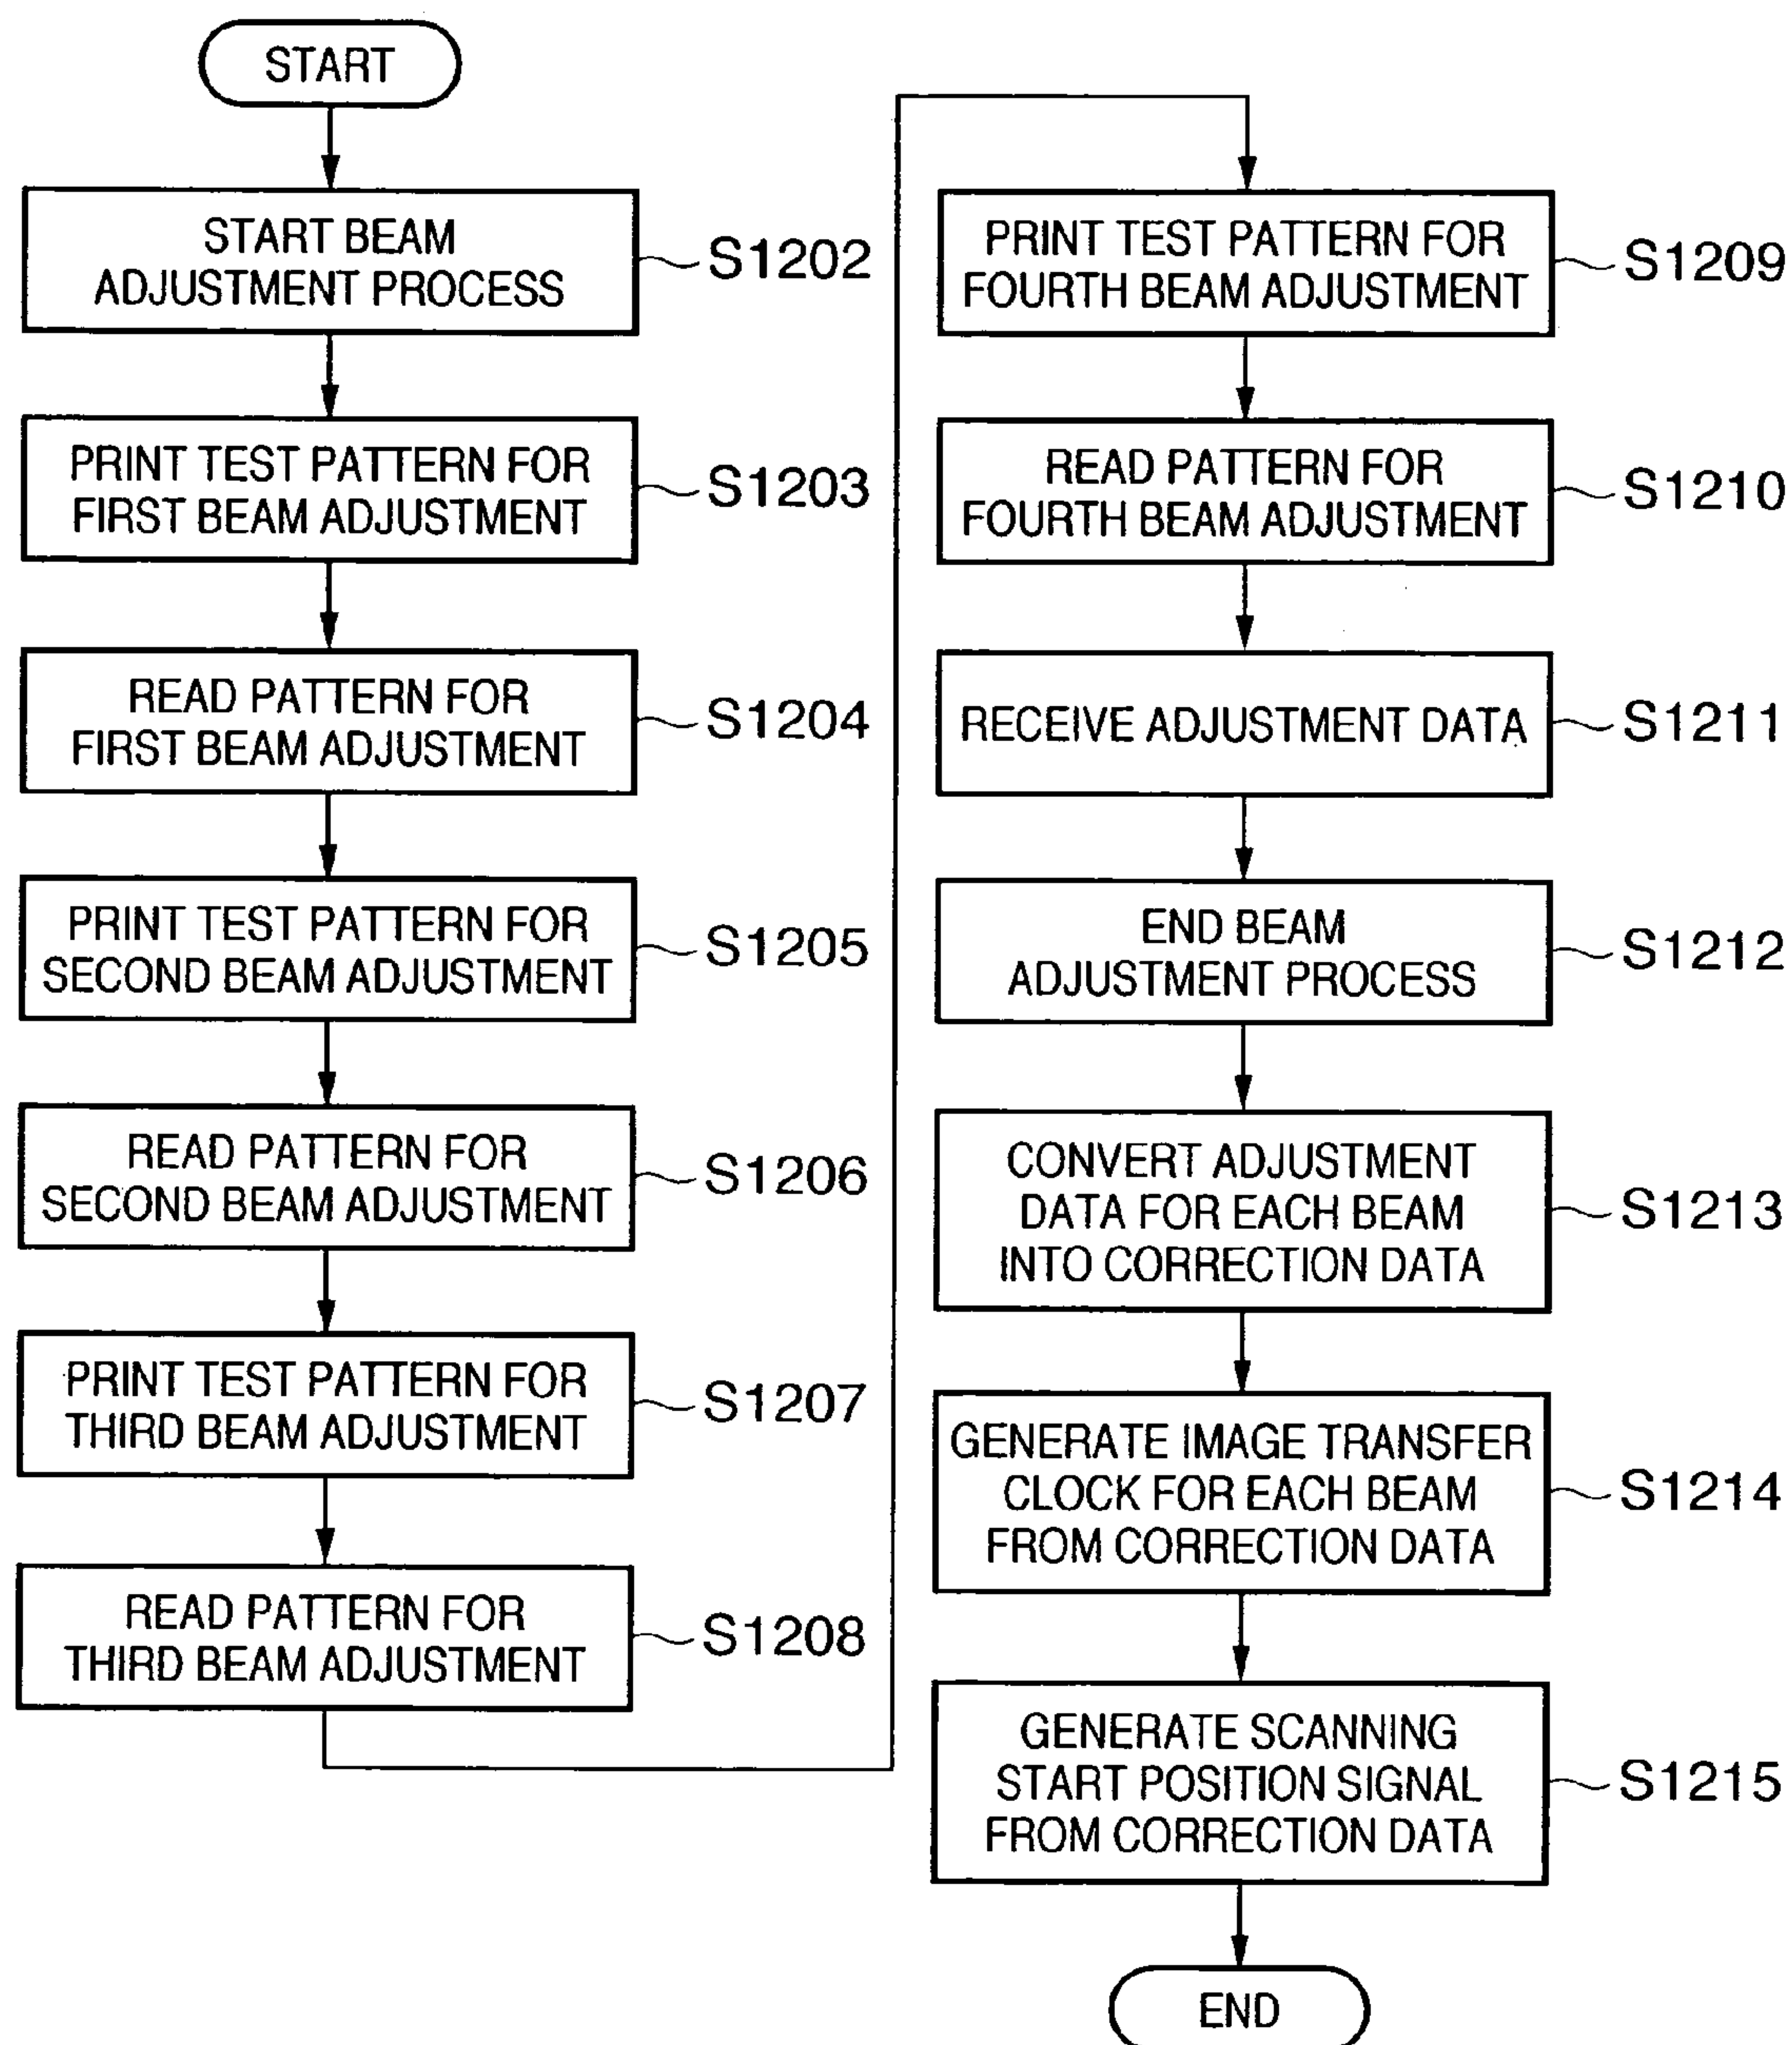 START
START BEAM
ADJUSTMENT PROCESS
S1202
PRINT TEST PATTERN FOR
FIRST BEAM ADJUSTMENT
S1203
READ PATTERN FOR
FIRST BEAM ADJUSTMENT
S1204
PRINT TEST PATTERN FOR
SECOND BEAM ADJUSTMENT
S1205
READ PATTERN FOR
SECOND BEAM ADJUSTMENT
S1206
PRINT TEST PATTERN FOR
THIRD BEAM ADJUSTMENT
S1207
READ PATTERN FOR
THIRD BEAM ADJUSTMENT
S1208
PRINT TEST PATTERN FOR
FOURTH BEAM ADJUSTMENT
S1209
READ PATTERN FOR
FOURTH BEAM ADJUSTMENT
S1210
RECEIVE ADJUSTMENT DATA
S1211
END BEAM
ADJUSTMENT PROCESS
S1212
CONVERT ADJUSTMENT
DATA FOR EACH BEAM
INTO CORRECTION DATA
S1213
GENERATE IMAGE TRANSFER
CLOCK FOR EACH BEAM
FROM CORRECTION DATA
S1214
GENERATE SCANNING
START POSITION SIGNAL
FROM CORRECTION DATA
S1215
END